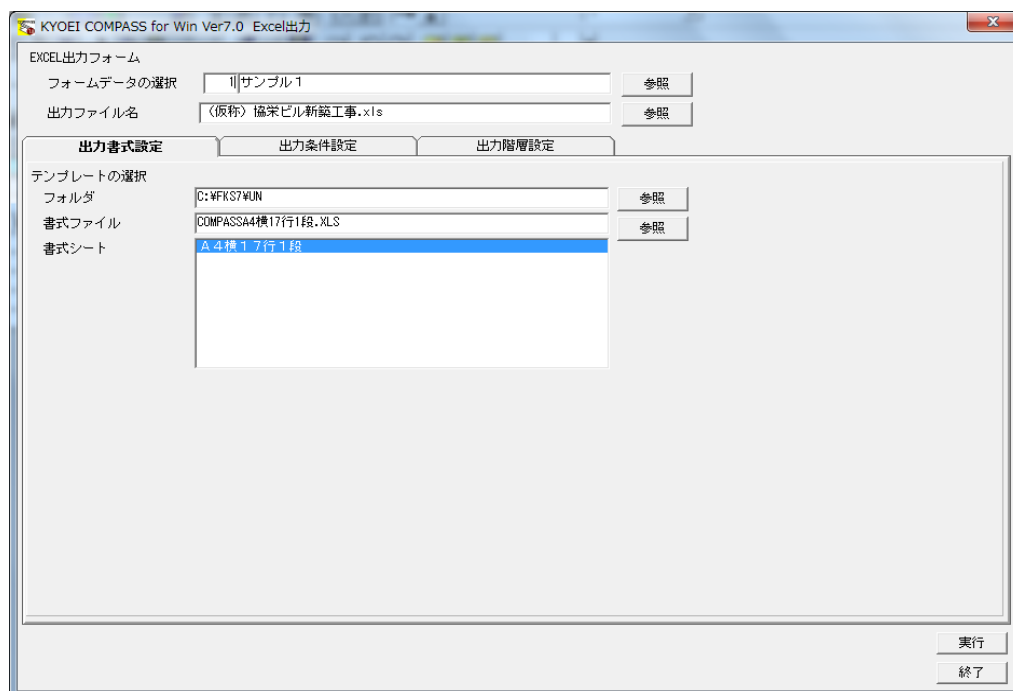 KYOEI COMPASS for Win Ver7.0 Excel出力
EXCEL出力フォーム
フォームデータの選択 1 サンプル1 参照
出力ファイル名 （仮称）協栄ビル新築工事.xls 参照
出力書式設定 出力条件設定 出力階層設定
テンプレートの選択
フォルダ C:¥FKS7¥UN 参照
書式ファイル COMPASSA4横17行1段.XLS 参照
書式シート A４横１７行１段
実行
終了